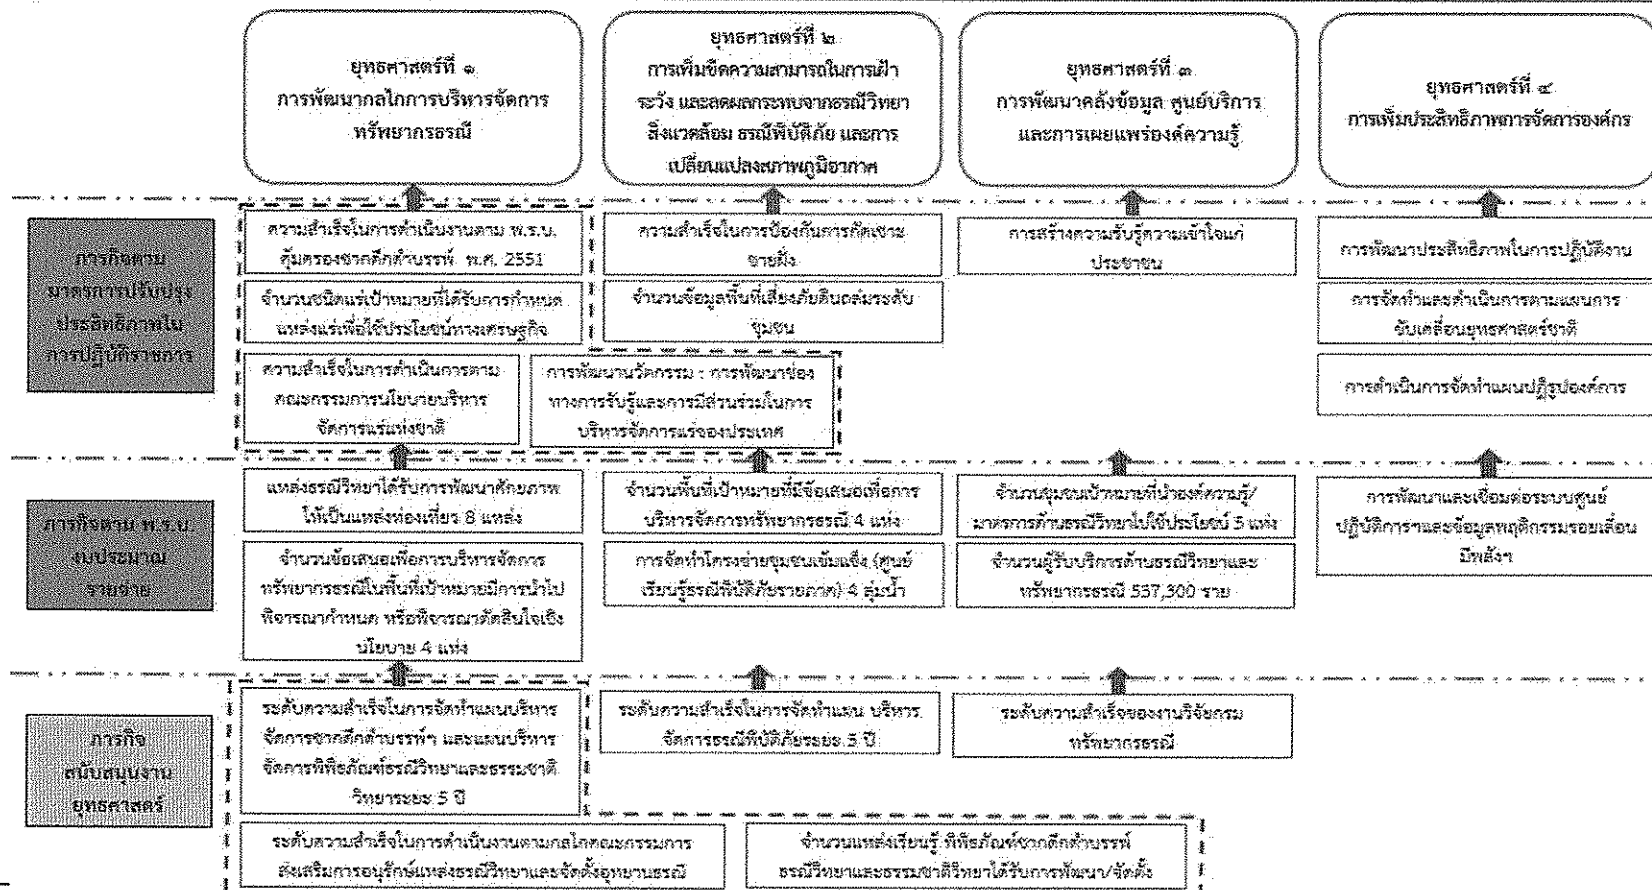 ยุทธศาสตร์ที่ ๑
การพัฒนากลไกการบริหารจัดการ
ทรัพยากรธรณี
ยุทธศาสตร์ที่ ๒
การเพิ่มขีดความสามารถในการเฝ้า
ระวัง และลดผลกระทบจากธรณีวิทยา
สิ่งแวดล้อม ธรณีพิบัติภัย และการ
เปลี่ยนแปลงสภาพภูมิอากาศ
ยุทธศาสตร์ที่ ๓
การพัฒนาคลังข้อมูล ศูนย์บริการ
และการเผยแพร่องค์ความรู้
ยุทธศาสตร์ที่ ๔
การเพิ่มประสิทธิภาพการจัดการองค์กร
ภารกิจตาม
มาตรการปรับปรุง
ประสิทธิภาพใน
การปฏิบัติราชการ
ความสำเร็จในการดำเนินงานตาม พ.ร.บ.
คุ้มครองซากดึกดำบรรพ์ พ.ศ. 2551
จำนวนชนิดแร่เป้าหมายที่ได้รับการกำหนด
แหล่งแร่เพื่อใช้ประโยชน์ทางเศรษฐกิจ
ความสำเร็จในการดำเนินการตาม
คณะกรรมการนโยบายบริหาร
จัดการแร่แห่งชาติ
การพัฒนานวัตกรรม : การพัฒนาช่อง
ทางการรับรู้และการมีส่วนร่วมในการ
บริหารจัดการแร่ของประเทศ
ความสำเร็จในการป้องกันการกัดเซาะ
ชายฝั่ง
จำนวนข้อมูลพื้นที่เสี่ยงภัยดินถล่มระดับ
ชุมชน
การสร้างความรับรู้ความเข้าใจแก่
ประชาชน
การพัฒนาประสิทธิภาพในการปฏิบัติงาน
การจัดทำและดำเนินการตามแผนการ
ขับเคลื่อนยุทธศาสตร์ชาติ
การดำเนินการจัดทำแผนปฏิรูปองค์การ
ภารกิจตาม พ.ร.บ.
งบประมาณ
รายจ่าย
แหล่งธรณีวิทยาได้รับการพัฒนาศักยภาพ
ให้เป็นแหล่งท่องเที่ยว 8 แหล่ง
จำนวนข้อเสนอเพื่อการบริหารจัดการ
ทรัพยากรธรณีในพื้นที่เป้าหมายมีการนำไป
พิจารณากำหนด หรือพิจารณาตัดสินใจเชิง
นโยบาย 4 แห่ง
จำนวนพื้นที่เป้าหมายที่มีข้อเสนอเพื่อการ
บริหารจัดการทรัพยากรธรณี 4 แห่ง
การจัดทำโครงข่ายชุมชนเข้มแข็ง (ศูนย์
เรียนรู้ธรณีพิบัติภัยรายภาค) 4 ลุ่มน้ำ
จำนวนชุมชนเป้าหมายที่นำองค์ความรู้/
มาตรการด้านธรณีวิทยาไปใช้ประโยชน์ 3 แห่ง
จำนวนผู้รับบริการด้านธรณีวิทยาและ
ทรัพยากรธรณี 557,300 ราย
การพัฒนาและเชื่อมต่อระบบศูนย์
ปฏิบัติการฯและข้อมูลพฤติกรรมรอยเลื่อน
มีพลังฯ
ภารกิจ
สนับสนุนงาน
ยุทธศาสตร์
ระดับความสำเร็จในการจัดทำแผนบริหาร
จัดการซากดึกดำบรรพ์ฯ และแผนบริหาร
จัดการพิพิธภัณฑ์ธรณีวิทยาและธรรมชาติ
วิทยาระยะ 5 ปี
ระดับความสำเร็จในการจัดทำแผน บริหาร
จัดการธรณีพิบัติภัยระยะ 5 ปี
ระดับความสำเร็จของงานวิจัยกรม
ทรัพยากรธรณี
ระดับความสำเร็จในการดำเนินงานตามกลไกคณะกรรมการ
ส่งเสริมการอนุรักษ์แหล่งธรณีวิทยาและจัดตั้งอุทยานธรณี
จำนวนแหล่งเรียนรู้ พิพิธภัณฑ์ซากดึกดำบรรพ์
ธรณีวิทยาและธรรมชาติวิทยาได้รับการพัฒนา/จัดตั้ง